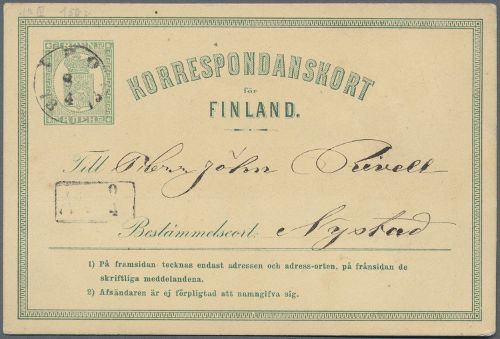 KORRESPONDANSKORT
för
FINLAND.
Till Herr John
Bestämmelseort: Nystad
1) På framsidan tecknas endast adressen och adress-orten, på frånsidan de
skriftliga meddelandena.
2) Afsändaren är ej förpligtad att namngifva sig.